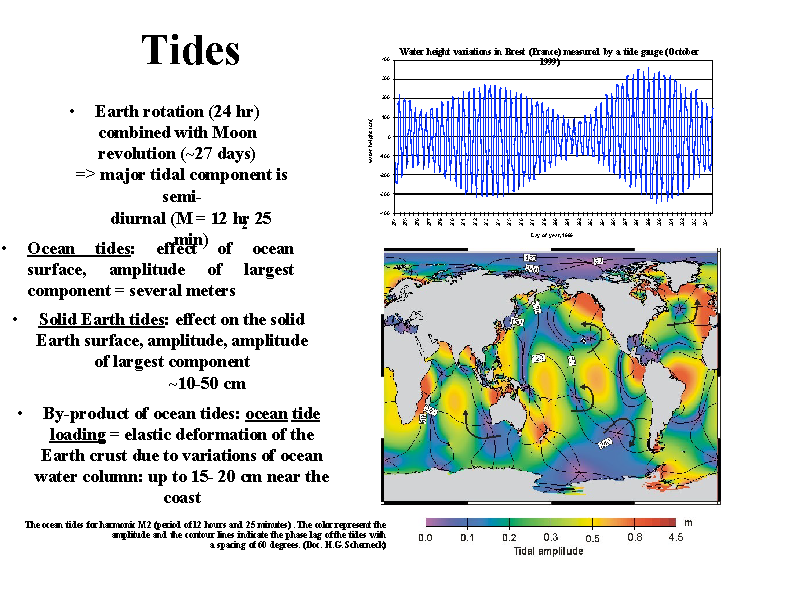 Tides
• Earth rotation (24 hr)
combined with Moon
revolution (~27 days)
=> major tidal component is
semi-
diurnal (M2 = 12 hr 25
min)
• Ocean tides: effect of ocean
surface, amplitude of largest
component = several meters
• Solid Earth tides: effect on the solid
Earth surface, amplitude, amplitude
of largest component
~10-50 cm
• By-product of ocean tides: ocean tide
loading = elastic deformation of the
Earth crust due to variations of ocean
water column: up to 15- 20 cm near the
coast
The ocean tides for harmonic M2 (period of 12 hours and 25 minutes) . The color represent the
amplitude and the contour lines indicate the phase lag of the tides with
a spacing of 60 degrees. (Doc. H.G. Scherneck)
Water height variations in Brest (France) measured by a tide gauge (October
1999)
Day of year, 1999
0.0 0.1 0.2 0.3 0.5 0.8 4.5 m
Tidal amplitude